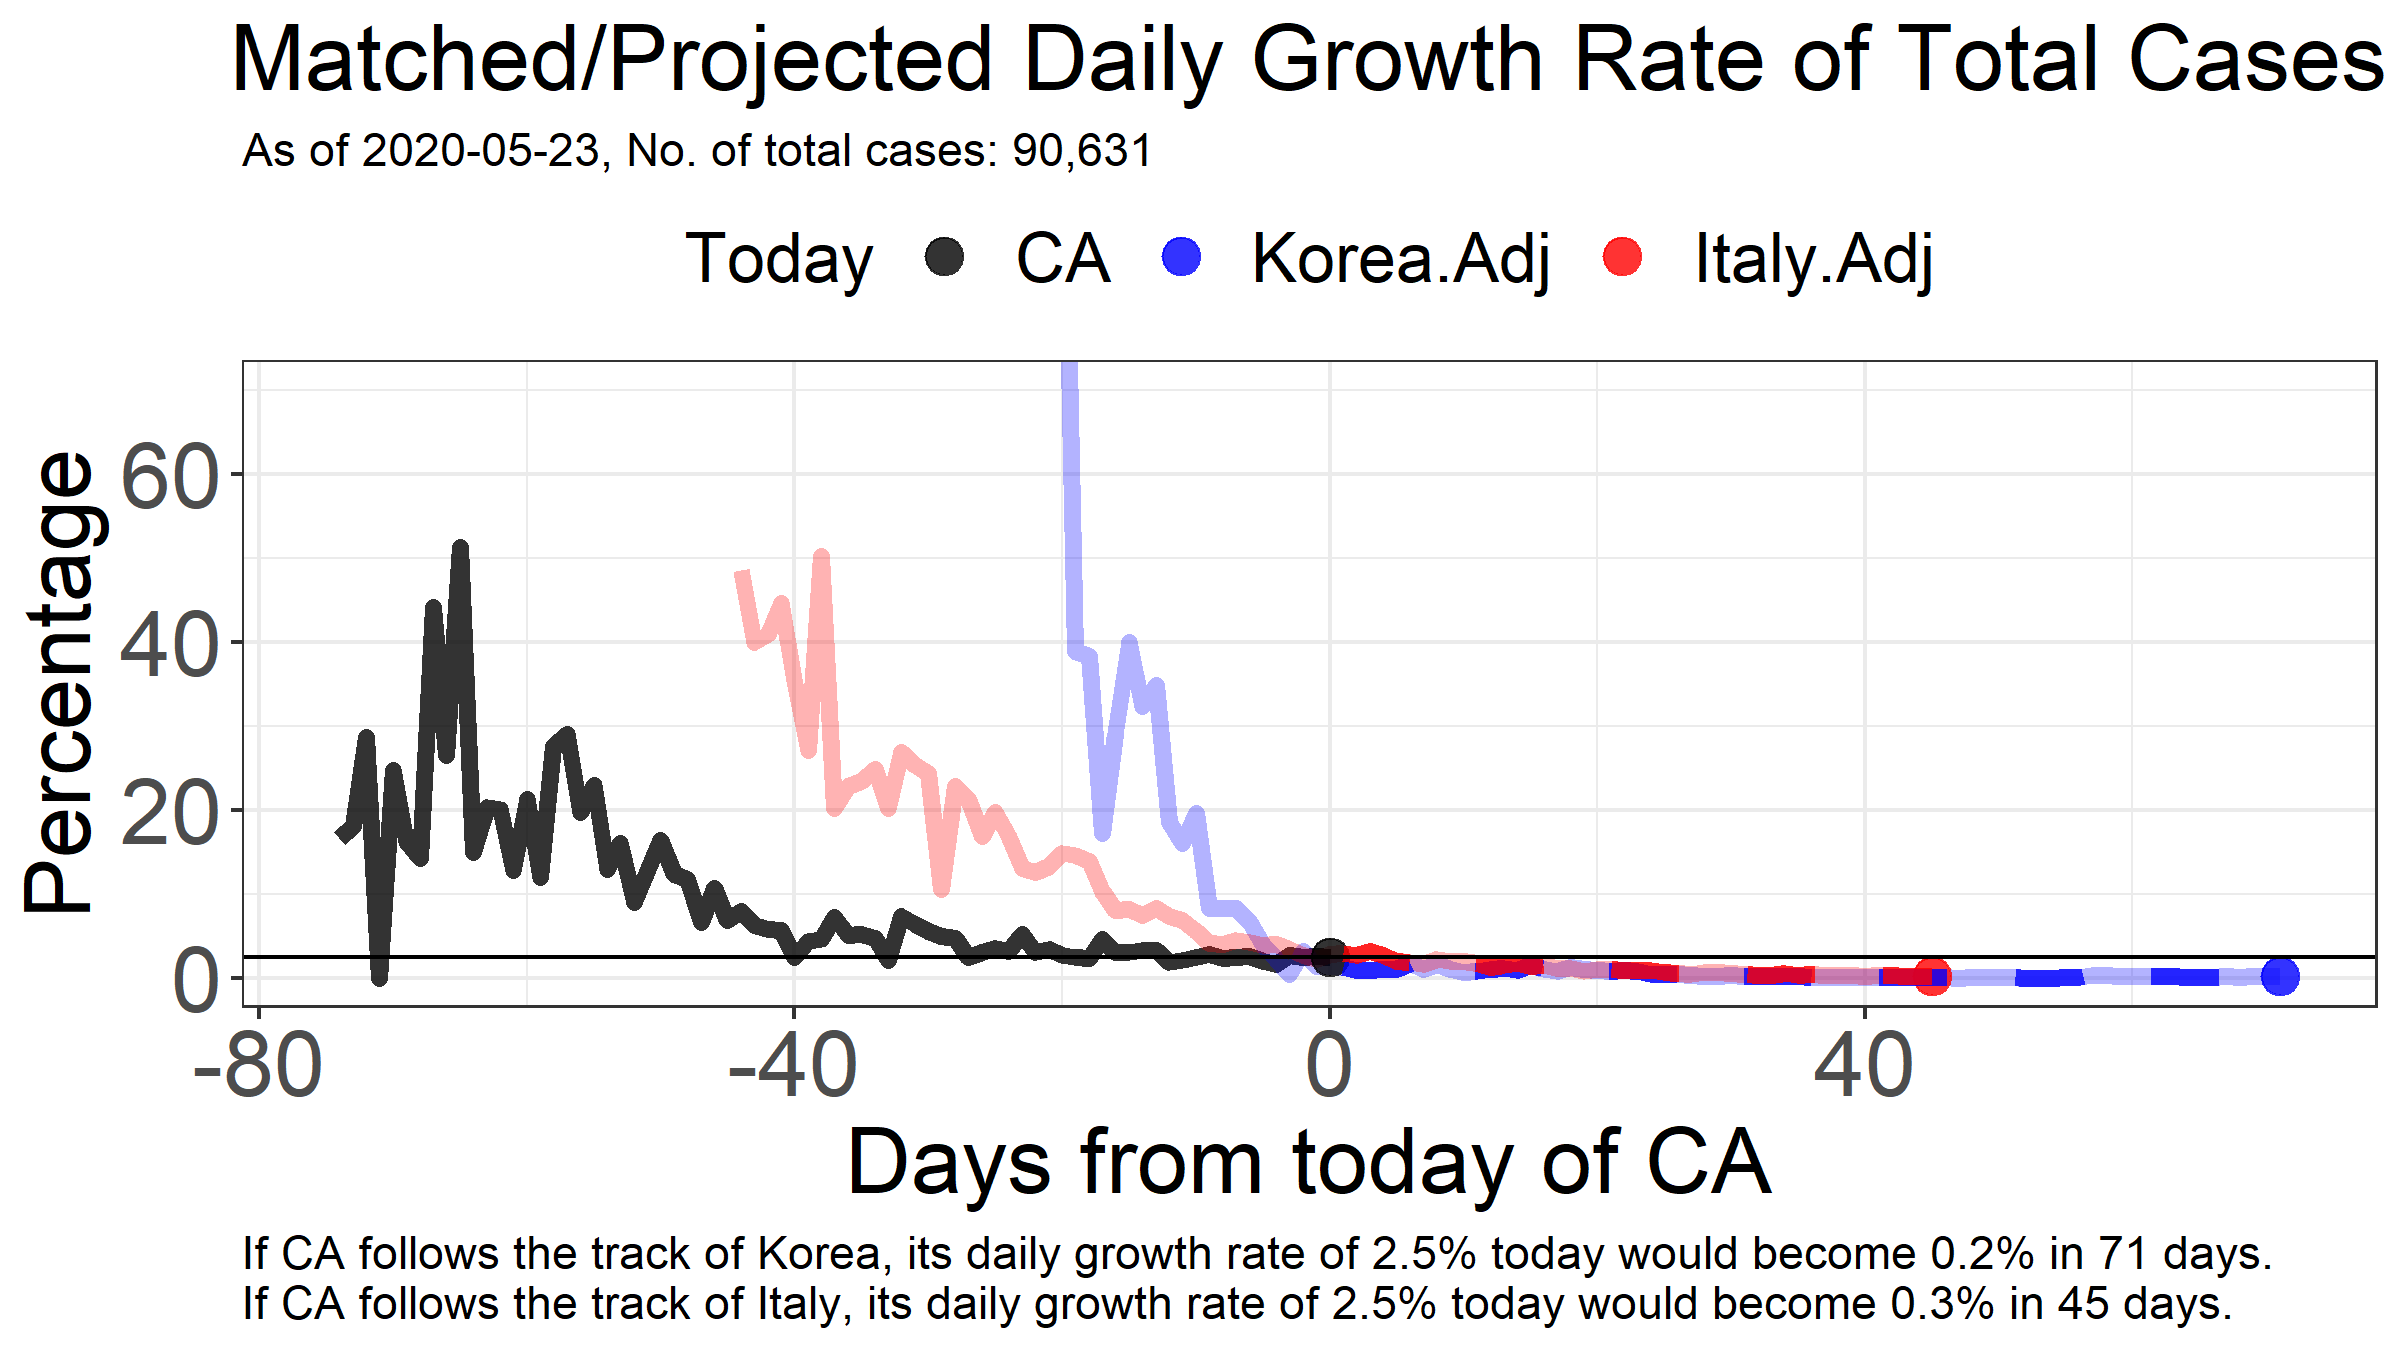 Matched/Projected Daily Growth Rate of Total Cases
As of 2020-05-23, No. of total cases: 90,631
Today CA Korea.Adj Italy.Adj
Percentage
60
40
20
0
-80 -40 0 40
Days from today of CA
If CA follows the track of Korea, its daily growth rate of 2.5% today would become 0.2% in 71 days.
If CA follows the track of Italy, its daily growth rate of 2.5% today would become 0.3% in 45 days.